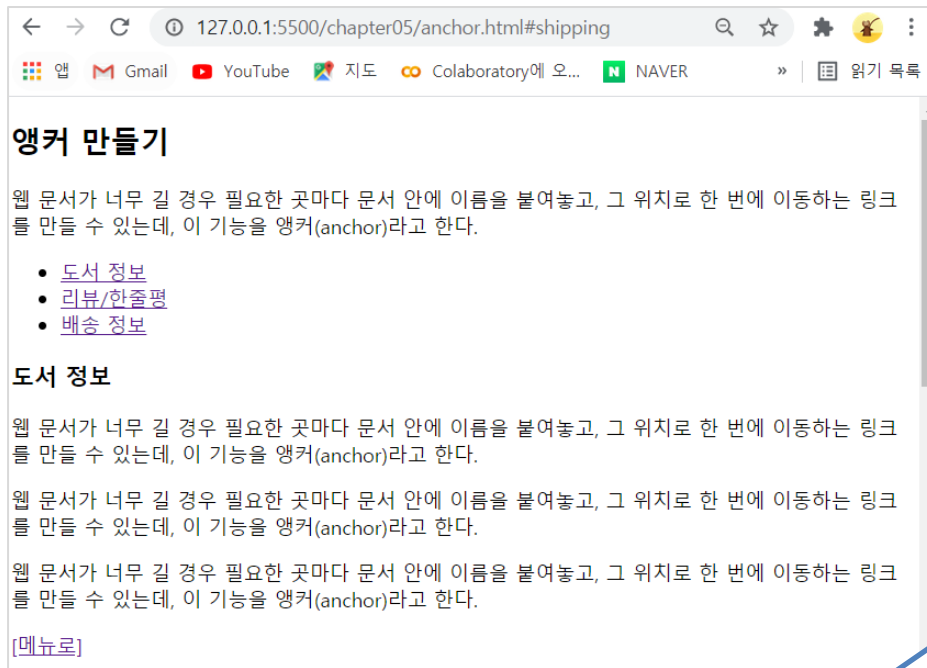 127.0.0.1:5500/chapter05/anchor.html#shipping
앱 Gmail YouTube 지도 Colaboratory에 오... NAVER » 읽기 목록
앵커 만들기
웹 문서가 너무 길 경우 필요한 곳마다 문서 안에 이름을 붙여놓고, 그 위치로 한 번에 이동하는 링크
를 만들 수 있는데, 이 기능을 앵커(anchor)라고 한다.
• 도서 정보
• 리뷰/한줄평
• 배송 정보
도서 정보
웹 문서가 너무 길 경우 필요한 곳마다 문서 안에 이름을 붙여놓고, 그 위치로 한 번에 이동하는 링크
를 만들 수 있는데, 이 기능을 앵커(anchor)라고 한다.
웹 문서가 너무 길 경우 필요한 곳마다 문서 안에 이름을 붙여놓고, 그 위치로 한 번에 이동하는 링크
를 만들 수 있는데, 이 기능을 앵커(anchor)라고 한다.
웹 문서가 너무 길 경우 필요한 곳마다 문서 안에 이름을 붙여놓고, 그 위치로 한 번에 이동하는 링크
를 만들 수 있는데, 이 기능을 앵커(anchor)라고 한다.
[메뉴로]